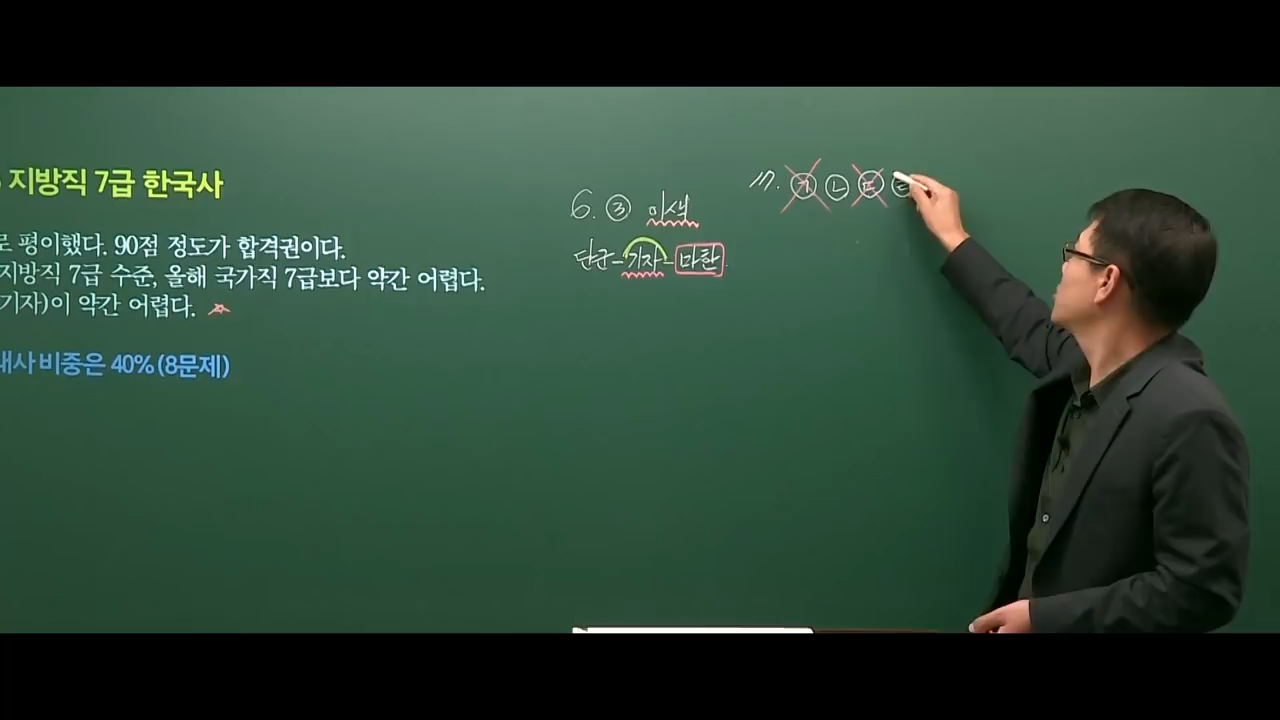 지방직 7급 한국사
로 평이했다. 90점 정도가 합격권이다.
지방직 7급 수준, 올해 국가직 7급보다 약간 어렵다.
기자)이 약간 어렵다.
사 비중은 40% (8문제)
6. ③ 이색
단군-기자-마한
17. ㄱ ㄴ ㄷ ㄹ